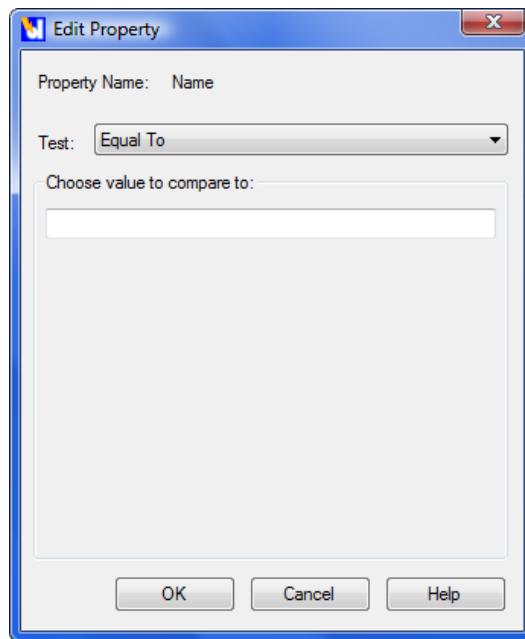 Edit Property
Property Name: Name
Test: Equal To
Choose value to compare to:
OK Cancel Help